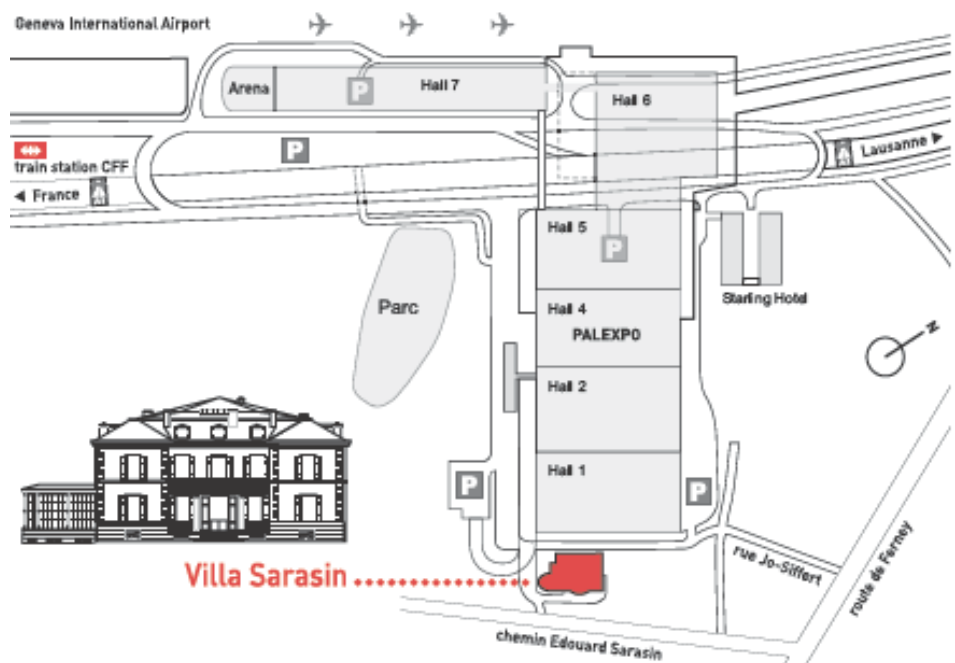 Geneva International Airport
Arena
P
Hall 7
Hall 6
P
train station CFF
◄ France
Lausanne ►
Hall 5
P
Starling Hotel
Parc
Hall 4
PALEXPO
N
Hall 2
Hall 1
P
P
rue Jo-Siffert
route de Ferney
Villa Sarasin
chemin Edouard Sarasin